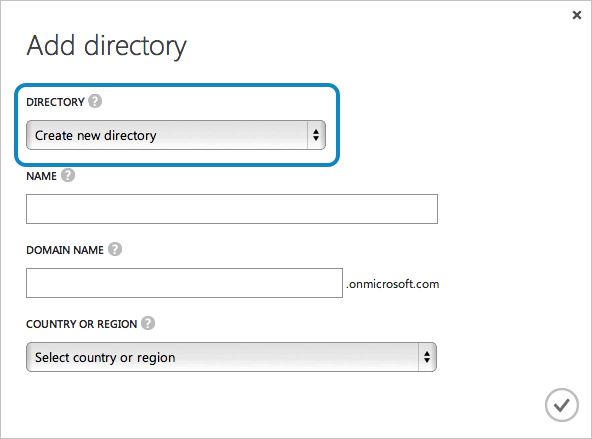 Add directory
DIRECTORY ?
Create new directory
NAME ?
DOMAIN NAME ?
.onmicrosoft.com
COUNTRY OR REGION ?
Select country or region